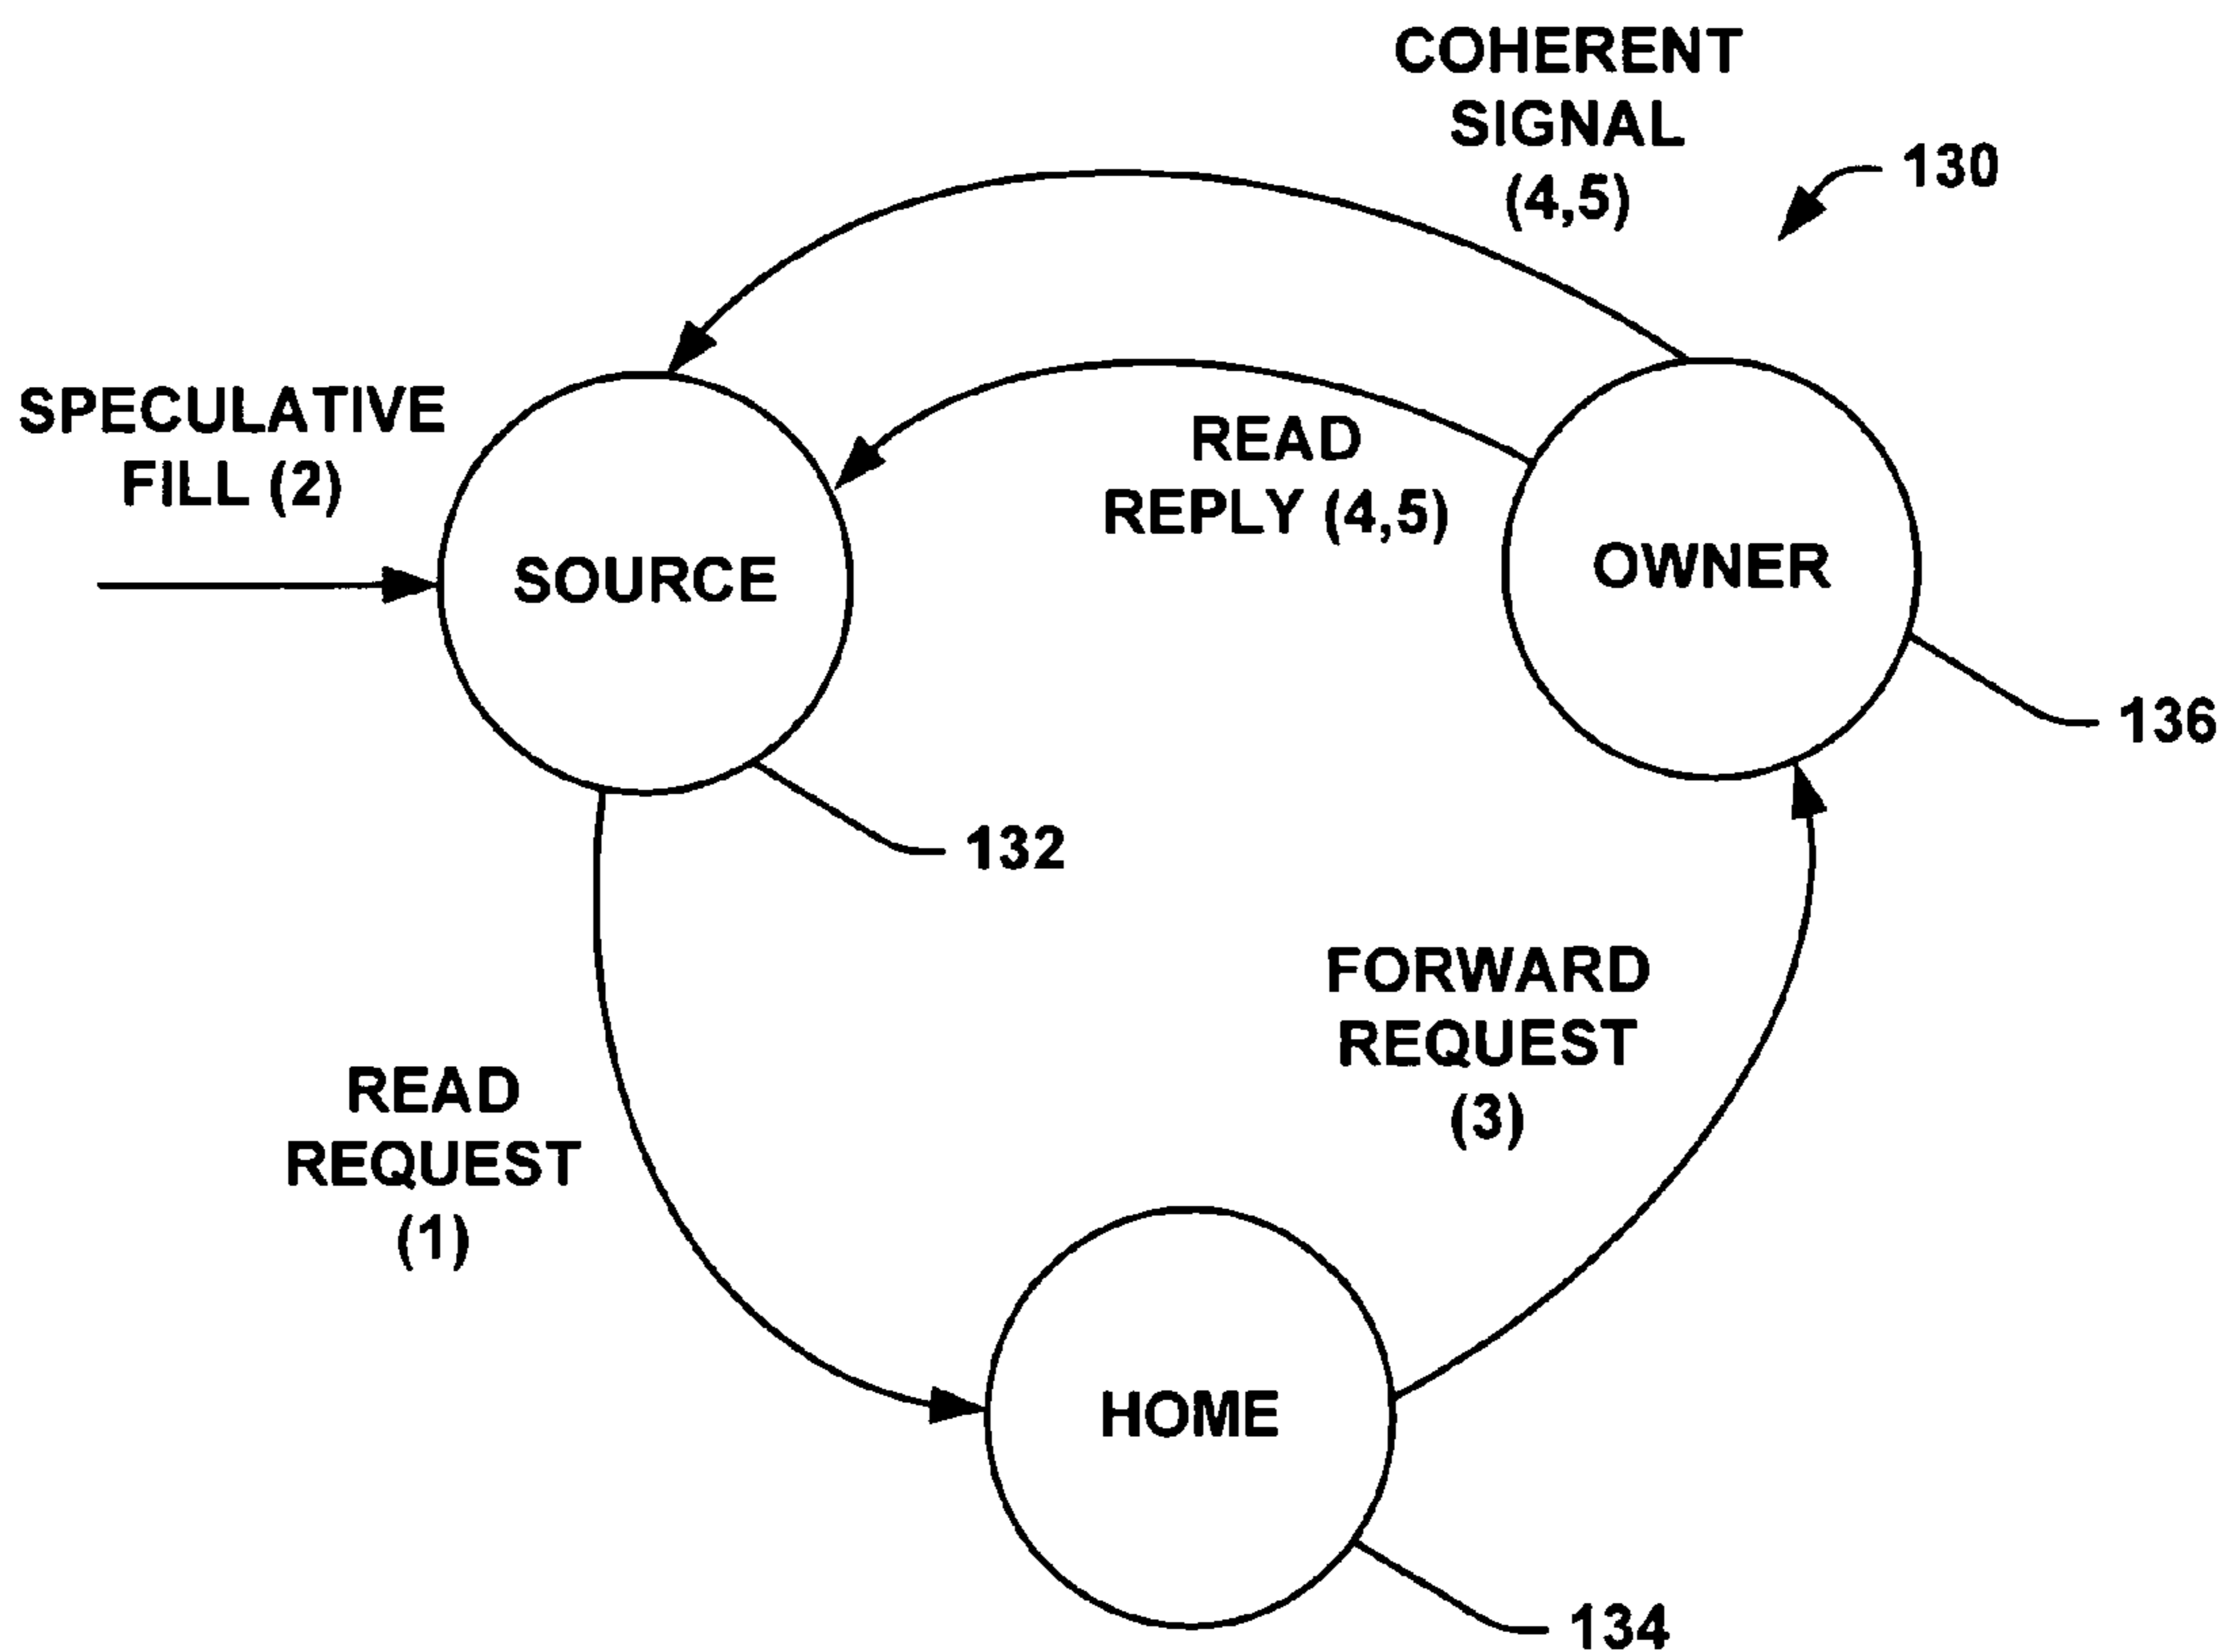 COHERENT
SIGNAL
(4,5)
130
SPECULATIVE
FILL (2)
READ
REPLY (4,5)
SOURCE
OWNER
136
132
FORWARD
REQUEST
(3)
READ
REQUEST
(1)
HOME
134